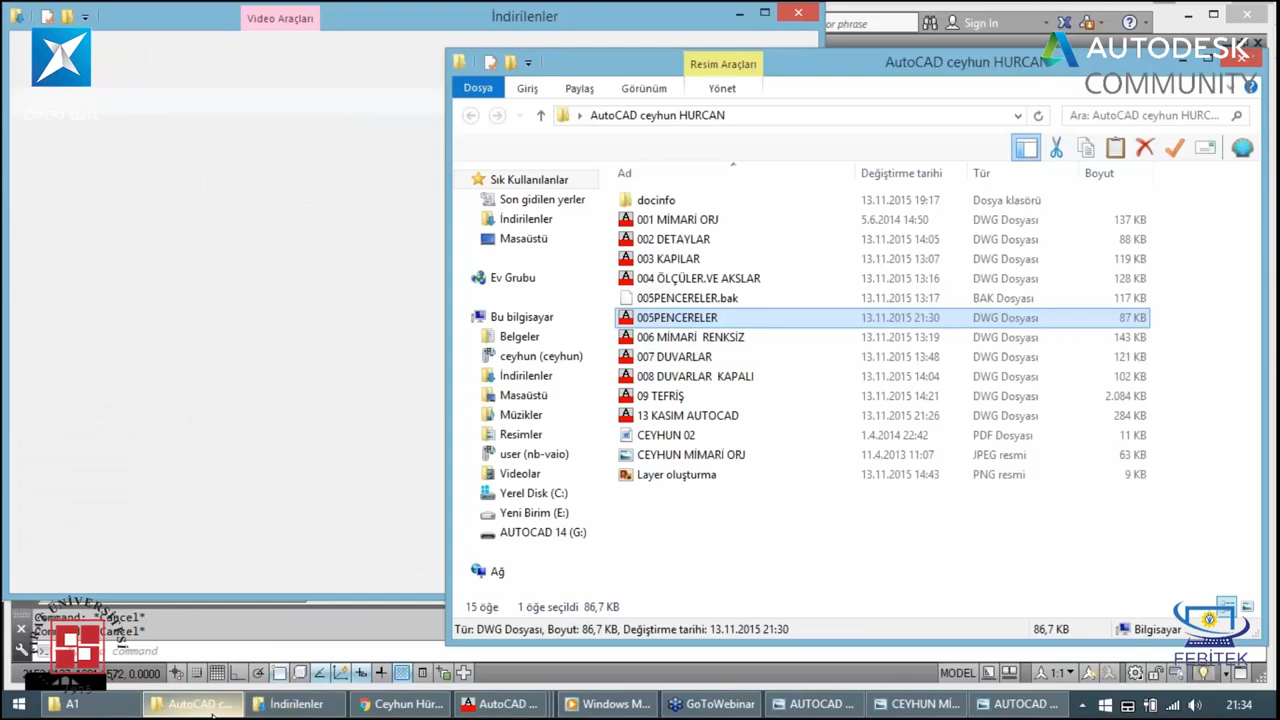 Video Araçları
İndirilenler
or phrase
Sign In
AUTODESK
COMMUNITY
EXPERT ELITE
Resim Araçları
AutoCAD ceyhun HURCAN
Dosya
Giriş
Paylaş
Görünüm
Yönet
AutoCAD ceyhun HURCAN
Ara: AutoCAD ceyhun HURC...
Ad
Değiştirme tarihi
Tür
Boyut
Sık Kullanılanlar
Son gidilen yerler
İndirilenler
Masaüstü
Ev Grubu
Bu bilgisayar
Belgeler
ceyhun (ceyhun)
İndirilenler
Masaüstü
Müzikler
Resimler
user (nb-vaio)
Videolar
Yerel Disk (C:)
Yeni Birim (E:)
AUTOCAD 14 (G:)
Ağ
docinfo 13.11.2015 19:17 Dosya klasörü
001 MİMARİ ORJ 5.6.2014 14:50 DWG Dosyası 137 KB
002 DETAYLAR 13.11.2015 14:05 DWG Dosyası 88 KB
003 KAPILAR 13.11.2015 13:07 DWG Dosyası 119 KB
004 ÖLÇÜLER.VE AKSLAR 13.11.2015 13:16 DWG Dosyası 128 KB
005PENCERELER.bak 13.11.2015 13:17 BAK Dosyası 117 KB
005PENCERELER 13.11.2015 21:30 DWG Dosyası 87 KB
006 MİMARİ RENKSİZ 13.11.2015 13:19 DWG Dosyası 143 KB
007 DUVARLAR 13.11.2015 13:48 DWG Dosyası 121 KB
008 DUVARLAR KAPALI 13.11.2015 14:04 DWG Dosyası 102 KB
09 TEFRİŞ 13.11.2015 14:21 DWG Dosyası 2.084 KB
13 KASIM AUTOCAD 13.11.2015 21:26 DWG Dosyası 284 KB
CEYHUN 02 1.4.2014 22:42 PDF Dosyası 11 KB
CEYHUN MİMARİ ORJ 11.4.2013 11:07 JPEG resmi 63 KB
Layer oluşturma 13.11.2015 14:43 PNG resmi 9 KB
15 öğe 1 öğe seçildi 86,7 KB
Tür: DWG Dosyası, Boyut: 86,7 KB, Değiştirme tarihi: 13.11.2015 21:30
86,7 KB
Bilgisayar
Command: *Cancel*
*Cancel*
command
0.0000
MODEL
1:1
FEBİTEK
A1
AutoCAD c...
İndirilenler
Ceyhun Hür...
AutoCAD ...
Windows M...
GoToWebinar
AUTOCAD ...
CEYHUN Mİ...
AUTOCAD ...
21:34